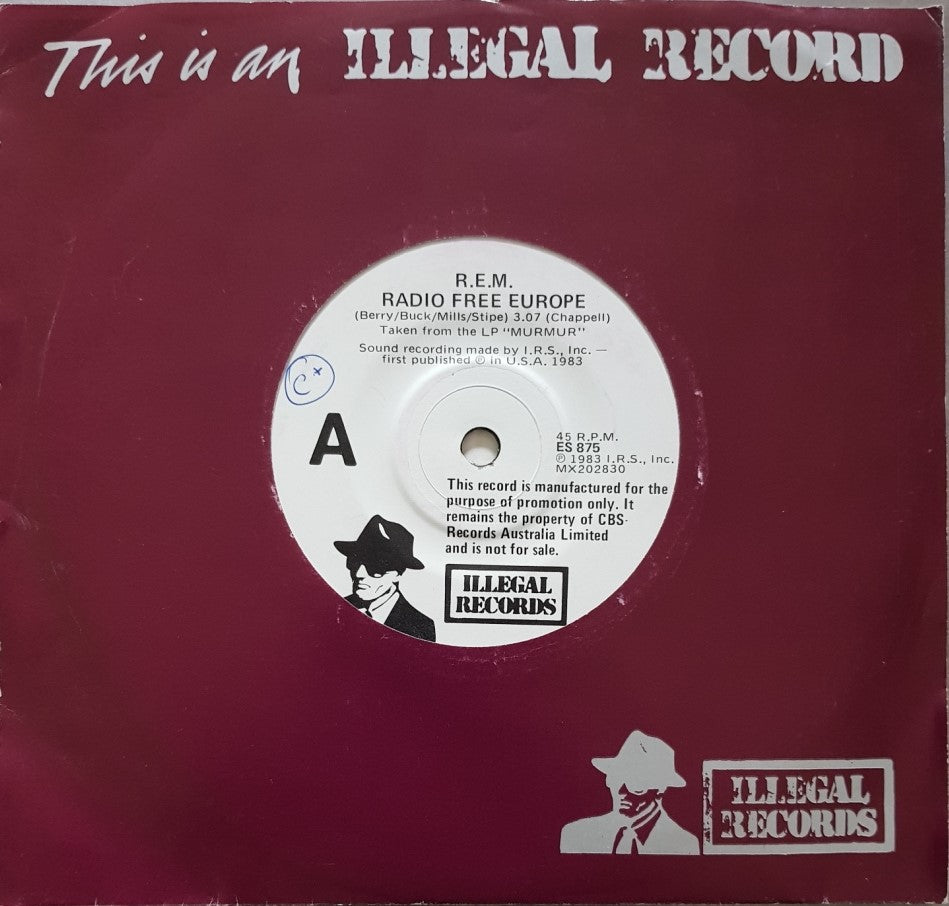 This is an ILLEGAL RECORD
R.E.M.
RADIO FREE EUROPE
(Berry/Buck/Mills/Stipe) 3.07 (Chappell)
Taken from the LP "MURMUR"
Sound recording made by I.R.S., Inc. —
first published ℗ in U.S.A. 1983
C*
A
45 R.P.M.
ES 875
℗ 1983 I.R.S., Inc.
MX202830
This record is manufactured for the
purpose of promotion only. It
remains the property of CBS
Records Australia Limited
and is not for sale.
ILLEGAL
RECORDS
ILLEGAL
RECORDS